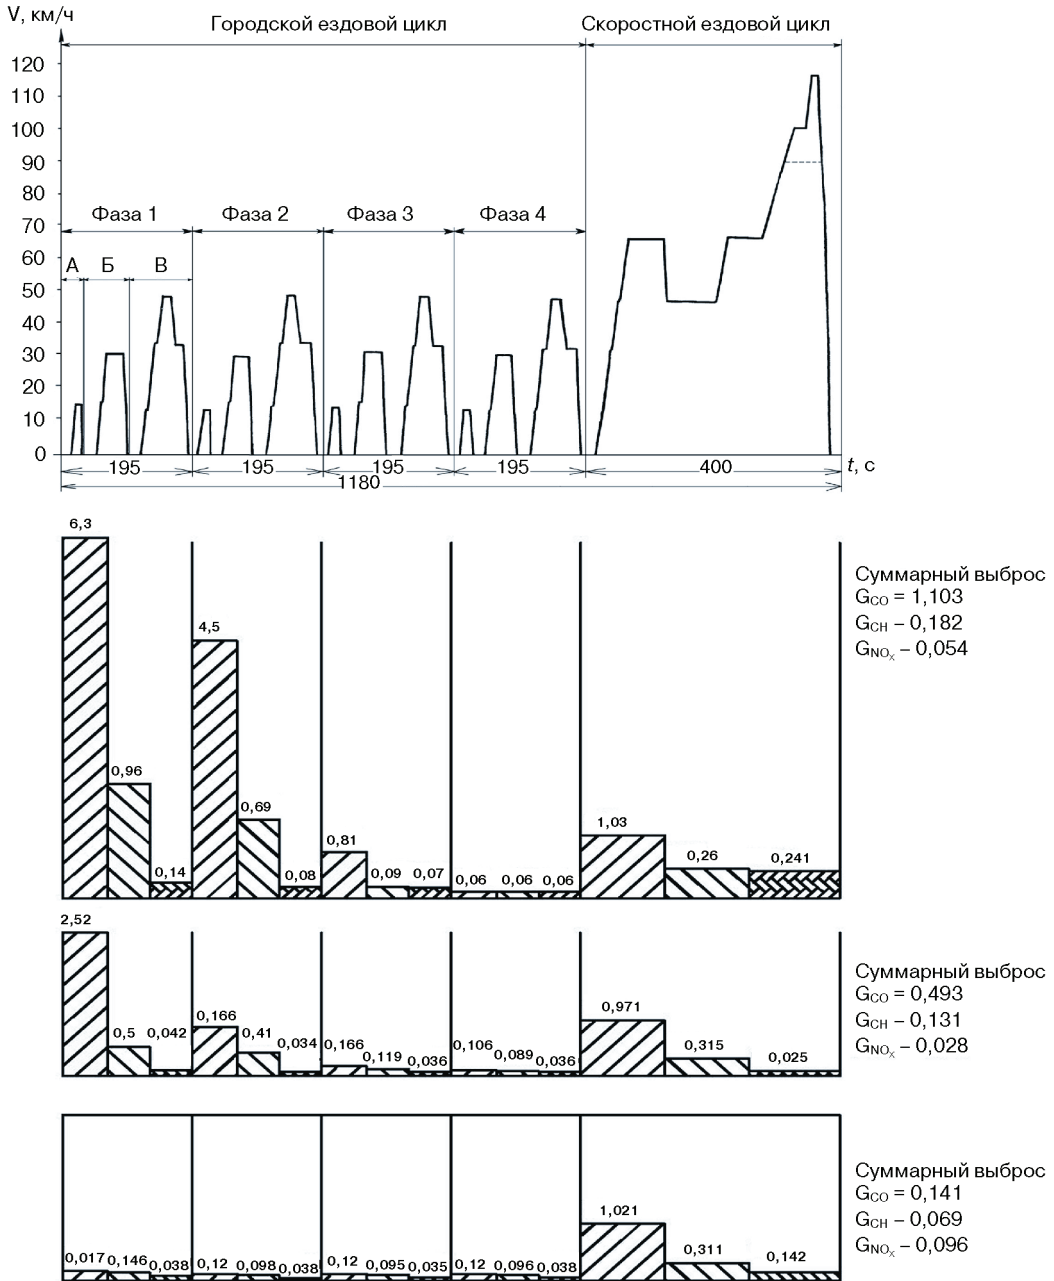 V, км/ч
Городской ездовой цикл
Скоростной ездовой цикл
120
110
100
90
80
70
60
50
40
30
20
10
0
Фаза 1
Фаза 2
Фаза 3
Фаза 4
А
Б
В
195
195
195
195
400
t, с
1180
6,3
0,96
0,14
4,5
0,69
0,08
0,81
0,09
0,07
0,06
0,06
0,06
1,03
0,26
0,241
Суммарный выброс
GCO = 1,103
GCH – 0,182
GNOX – 0,054
2,52
0,5
0,042
0,166
0,41
0,034
0,166
0,119
0,036
0,106
0,089
0,036
0,971
0,315
0,025
Суммарный выброс
GCO = 0,493
GCH – 0,131
GNOX – 0,028
0,017
0,146
0,038
0,12
0,098
0,038
0,12
0,095
0,035
0,12
0,096
0,038
1,021
0,311
0,142
Суммарный выброс
GCO = 0,141
GCH – 0,069
GNOX – 0,096